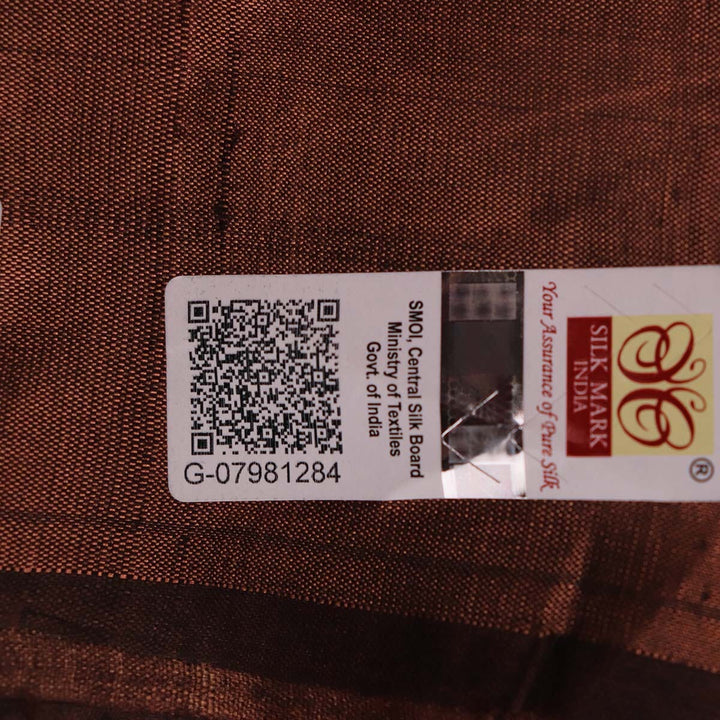 SILK MARK
INDIA
®
Your Assurance of Pure Silk
SMOI, Central Silk Board
Ministry of Textiles
Govt. of India
G-07981284